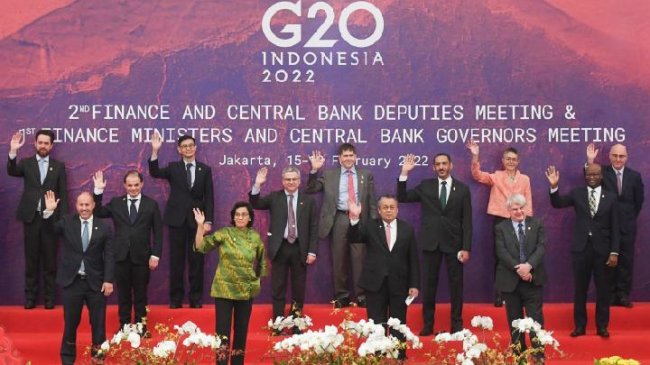 G20
INDONESIA
2022
2ND FINANCE AND CENTRAL BANK DEPUTIES MEETING &
1ST FINANCE MINISTERS AND CENTRAL BANK GOVERNORS MEETING
Jakarta, 15- February 2022